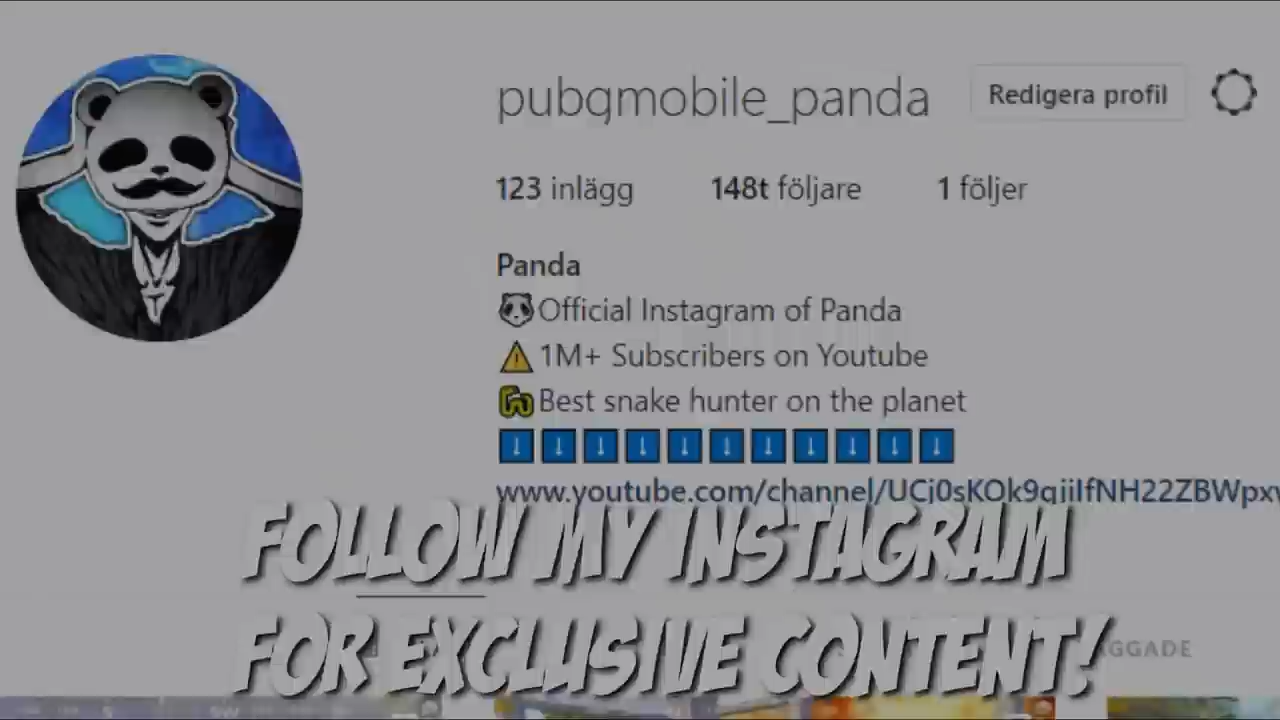 pubgmobile_panda Redigera profil
123 inlägg 148t följare 1 följer
Panda
Official Instagram of Panda
1M+ Subscribers on Youtube
Best snake hunter on the planet
FOLLOW MY INSTAGRAM
FOR EXCLUSIVE CONTENT!